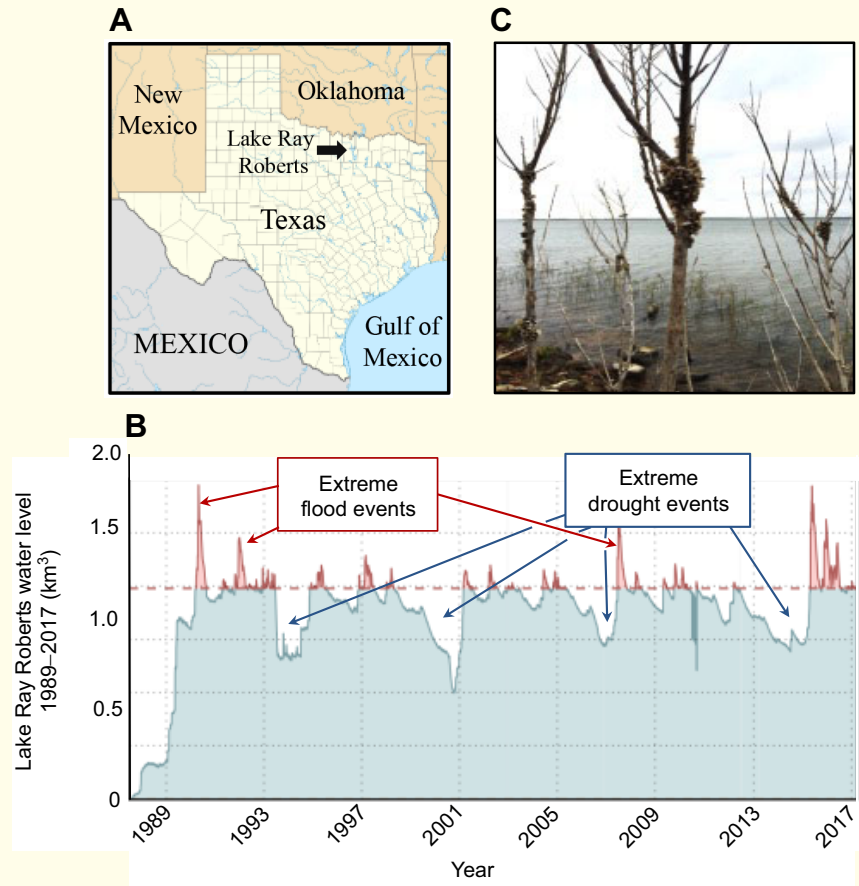 A
New
Mexico
Oklahoma
Lake Ray
Roberts
Texas
MEXICO
Gulf of
Mexico
C
B
Lake Ray Roberts water level
1989–2017 (km³)
2.0
1.5
1.0
0.5
0
Extreme
flood events
Extreme
drought events
1989
1993
1997
2001
2005
2009
2013
2017
Year